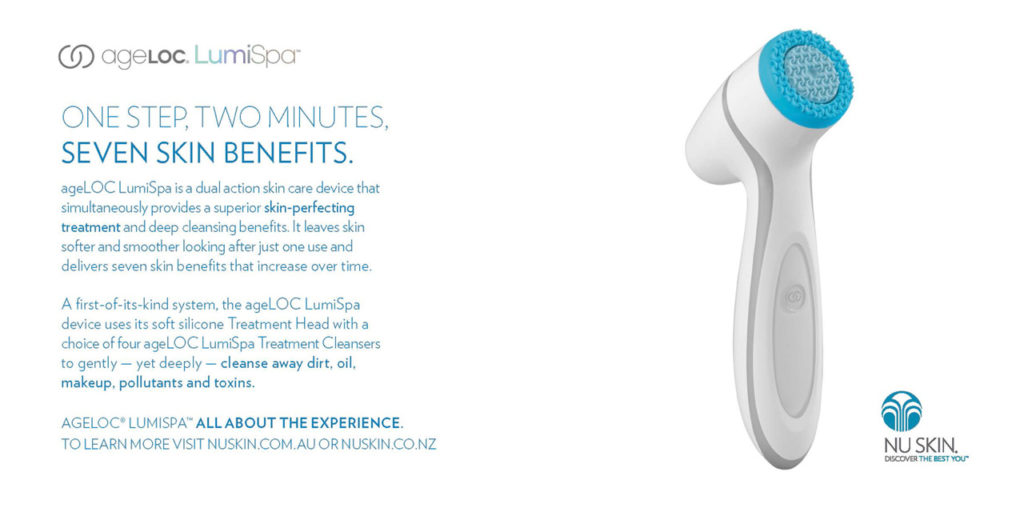 ageLOC® LumiSpa™
ONE STEP, TWO MINUTES,
SEVEN SKIN BENEFITS.
ageLOC LumiSpa is a dual action skin care device that
simultaneously provides a superior skin-perfecting
treatment and deep cleansing benefits. It leaves skin
softer and smoother looking after just one use and
delivers seven skin benefits that increase over time.
A first-of-its-kind system, the ageLOC LumiSpa
device uses its soft silicone Treatment Head with a
choice of four ageLOC LumiSpa Treatment Cleansers
to gently — yet deeply — cleanse away dirt, oil,
makeup, pollutants and toxins.
AGELOC® LUMISPA™ ALL ABOUT THE EXPERIENCE.
TO LEARN MORE VISIT NUSKIN.COM.AU OR NUSKIN.CO.NZ
NU SKIN.
DISCOVER THE BEST YOU™